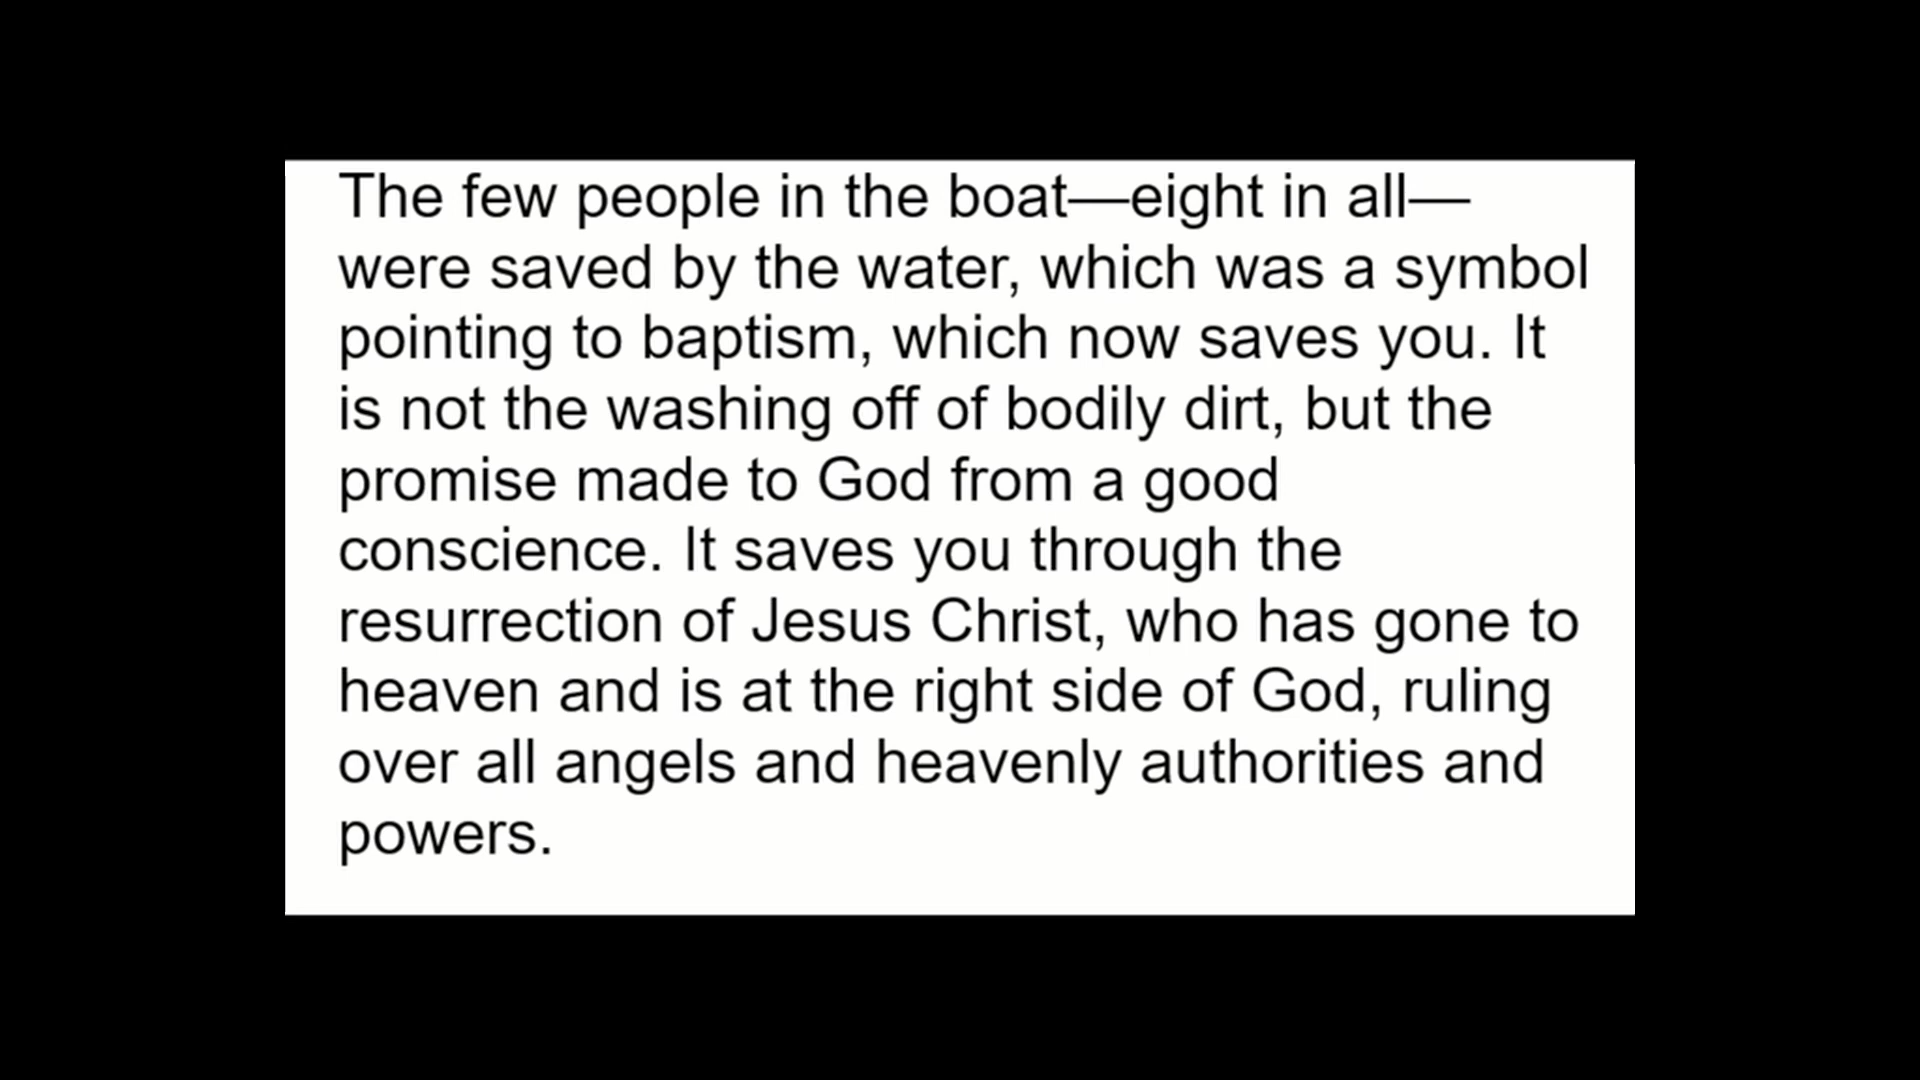 The few people in the boat—eight in all—
were saved by the water, which was a symbol
pointing to baptism, which now saves you. It
is not the washing off of bodily dirt, but the
promise made to God from a good
conscience. It saves you through the
resurrection of Jesus Christ, who has gone to
heaven and is at the right side of God, ruling
over all angels and heavenly authorities and
powers.